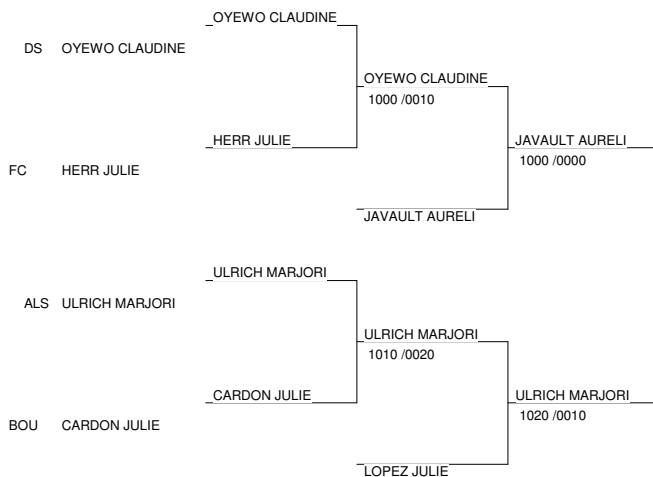 OYEWO CLAUDINE
DS OYEWO CLAUDINE
OYEWO CLAUDINE
1000 /0010
HERR JULIE
JAVAULT AURELI
1000 /0000
FC HERR JULIE
JAVAULT AURELI
ULRICH MARJORI
ALS ULRICH MARJORI
ULRICH MARJORI
1010 /0020
CARDON JULIE
ULRICH MARJORI
1020 /0010
BOU CARDON JULIE
LOPEZ JULIE